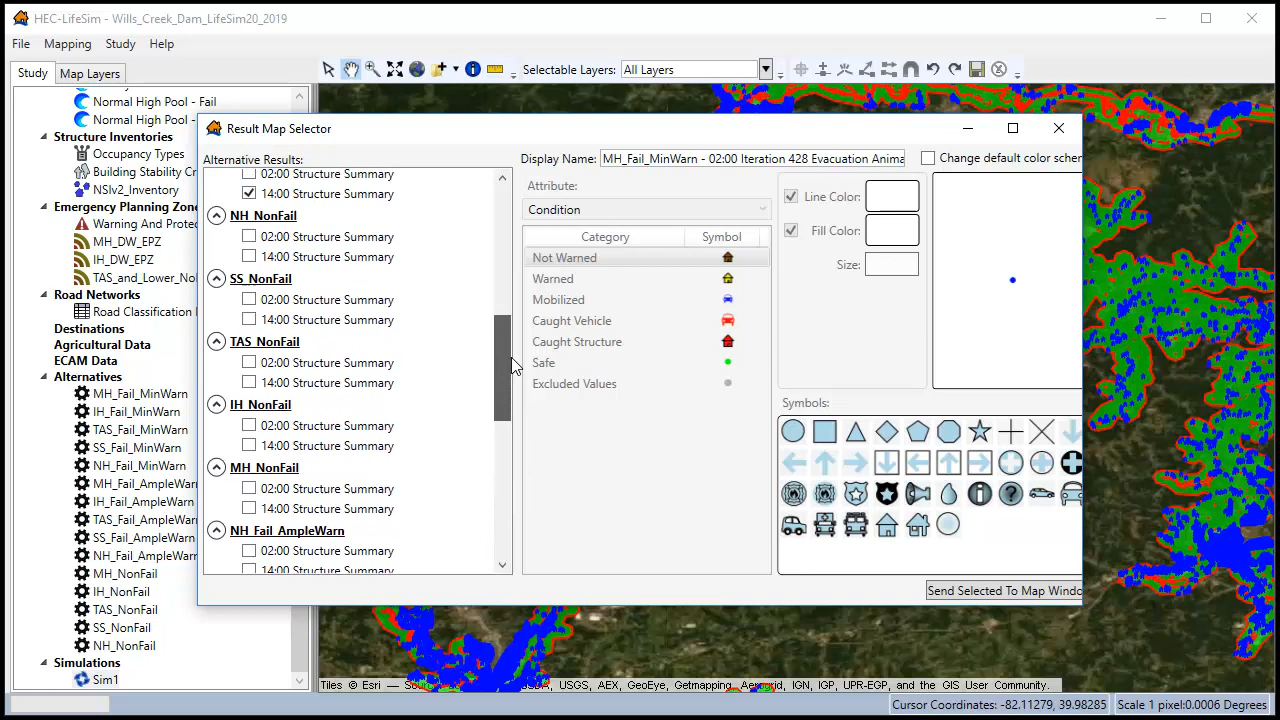 HEC-LifeSim - Wills_Creek_Dam_LifeSim20_2019
File Mapping Study Help
Study Map Layers
Selectable Layers: All Layers
Normal High Pool - Fail
Normal High Pool -
Structure Inventories
Occupancy Types
Building Stability Cr
NSIv2_Inventory
Emergency Planning Zone
Warning And Prote
MH_DW_EPZ
IH_DW_EPZ
TAS_and_Lower_No
Road Networks
Road Classification
Destinations
Agricultural Data
ECAM Data
Alternatives
MH_Fail_MinWarn
IH_Fail_MinWarn
TAS_Fail_MinWarn
SS_Fail_MinWarn
NH_Fail_MinWarn
MH_Fail_AmpleWarn
IH_Fail_AmpleWarn
TAS_Fail_AmpleWarn
SS_Fail_AmpleWarn
NH_Fail_AmpleWarn
MH_NonFail
IH_NonFail
TAS_NonFail
SS_NonFail
NH_NonFail
Simulations
Sim1
Result Map Selector
Alternative Results:
02:00 Structure Summary
14:00 Structure Summary
NH_NonFail
02:00 Structure Summary
14:00 Structure Summary
SS_NonFail
02:00 Structure Summary
14:00 Structure Summary
TAS_NonFail
02:00 Structure Summary
14:00 Structure Summary
IH_NonFail
02:00 Structure Summary
14:00 Structure Summary
MH_NonFail
02:00 Structure Summary
14:00 Structure Summary
NH_Fail_AmpleWarn
02:00 Structure Summary
14:00 Structure Summary
Display Name: MH_Fail_MinWarn - 02:00 Iteration 428 Evacuation Anima
Change default color schem
Attribute:
Condition
Category Symbol
Not Warned
Warned
Mobilized
Caught Vehicle
Caught Structure
Safe
Excluded Values
Line Color:
Fill Color:
Size:
Symbols:
Send Selected To Map Windo
Tiles © Esri — USDA, USGS, AEX, GeoEye, Getmapping, Aerogrid, IGN, IGP, UPR-EGP, and the GIS User Community.
Cursor Coordinates: -82.11279, 39.98285 Scale 1 pixel:0.0006 Degrees